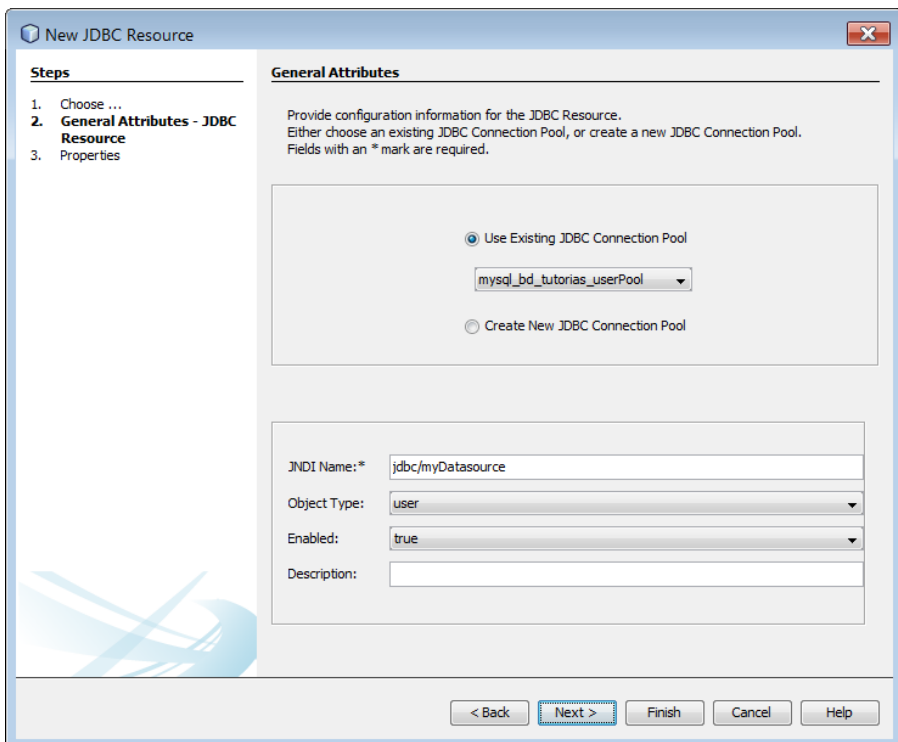 New JDBC Resource
Steps
1. Choose ...
2. General Attributes - JDBC
Resource
3. Properties
General Attributes
Provide configuration information for the JDBC Resource.
Either choose an existing JDBC Connection Pool, or create a new JDBC Connection Pool.
Fields with an * mark are required.
Use Existing JDBC Connection Pool
mysql_bd_tutorias_userPool
Create New JDBC Connection Pool
JNDI Name:* jdbc/myDatasource
Object Type: user
Enabled: true
Description:
< Back Next > Finish Cancel Help